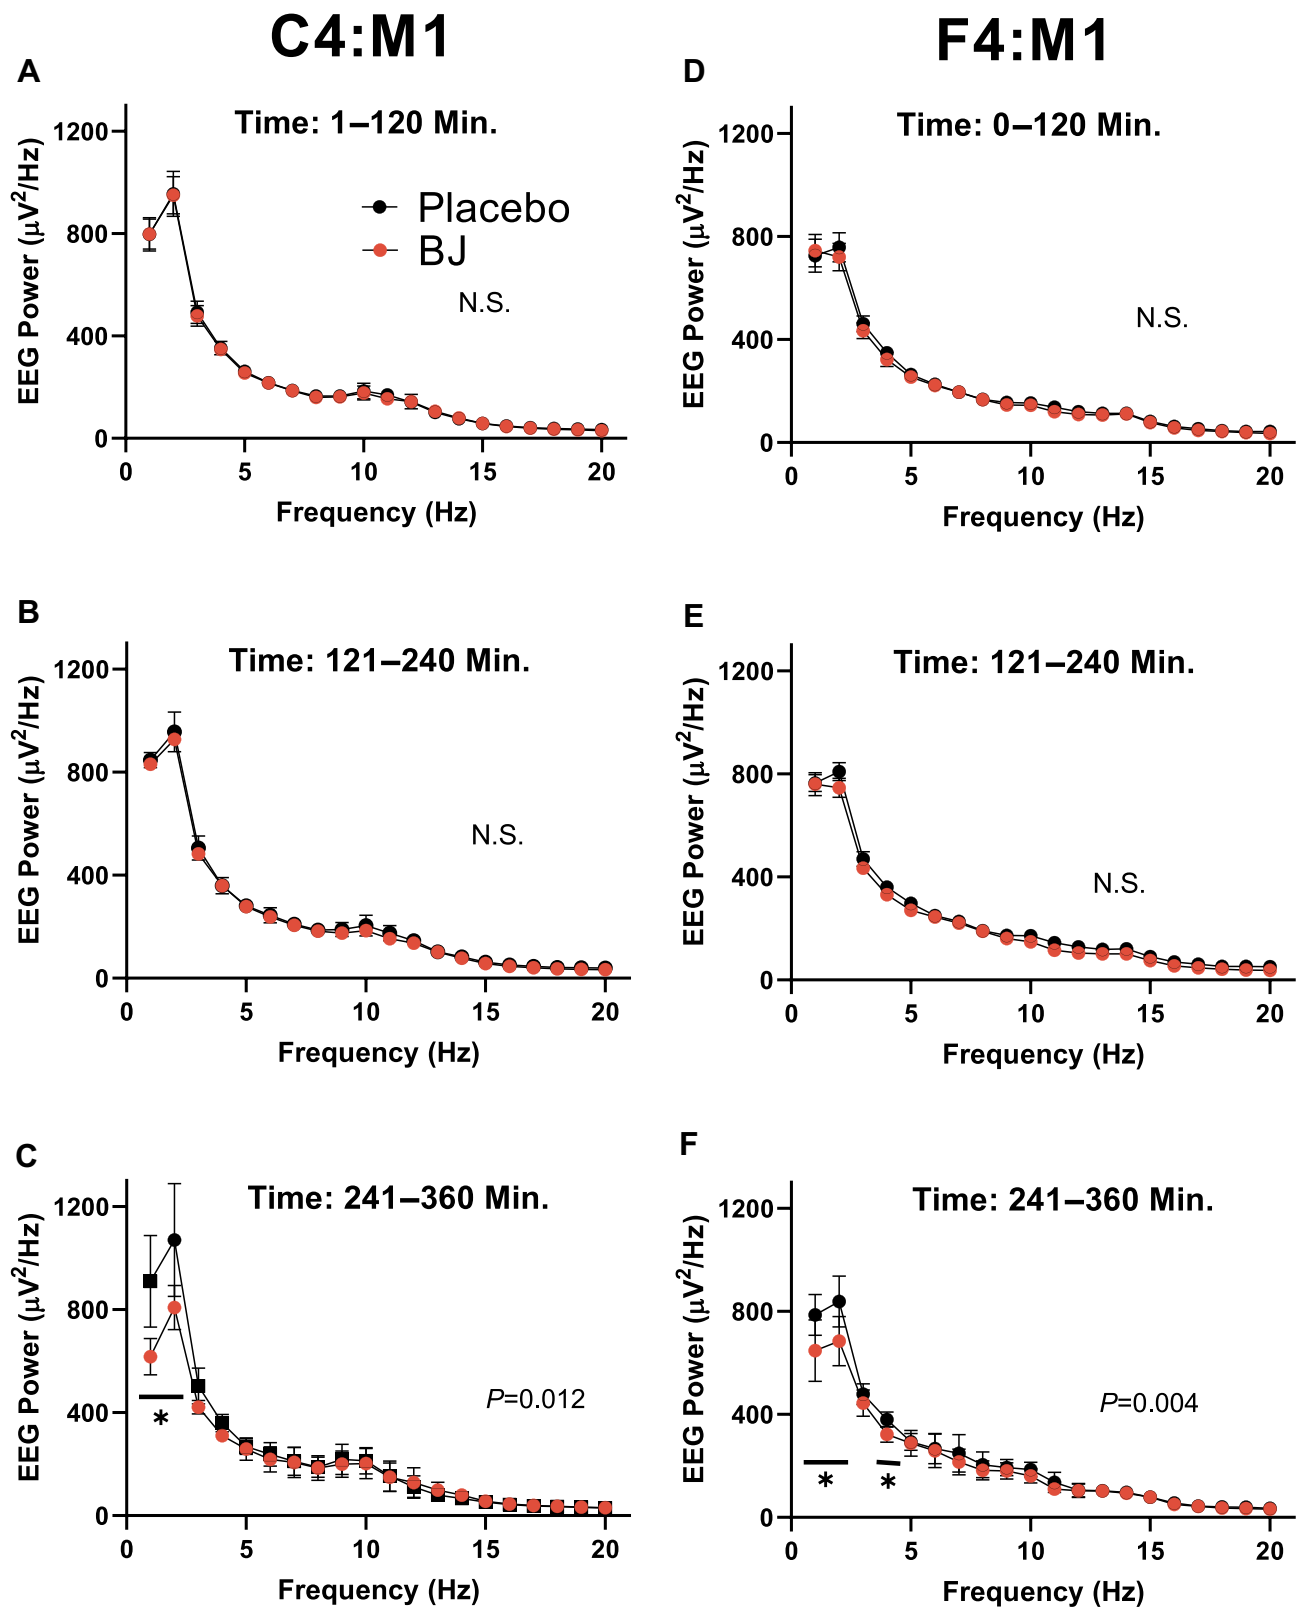 C4:M1
F4:M1
A
Time: 1–120 Min.
EEG Power (μV²/Hz)
1200
800
400
0
Placebo
BJ
N.S.
0 5 10 15 20
Frequency (Hz)
D
Time: 0–120 Min.
EEG Power (μV²/Hz)
1200
800
400
0
N.S.
0 5 10 15 20
Frequency (Hz)
B
Time: 121–240 Min.
EEG Power (μV²/Hz)
1200
800
400
0
N.S.
0 5 10 15 20
Frequency (Hz)
E
Time: 121–240 Min.
EEG Power (μV²/Hz)
1200
800
400
0
N.S.
0 5 10 15 20
Frequency (Hz)
C
Time: 241–360 Min.
EEG Power (μV²/Hz)
1200
800
400
0
P=0.012
*
0 5 10 15 20
Frequency (Hz)
F
Time: 241–360 Min.
EEG Power (μV²/Hz)
1200
800
400
0
P=0.004
* *
0 5 10 15 20
Frequency (Hz)